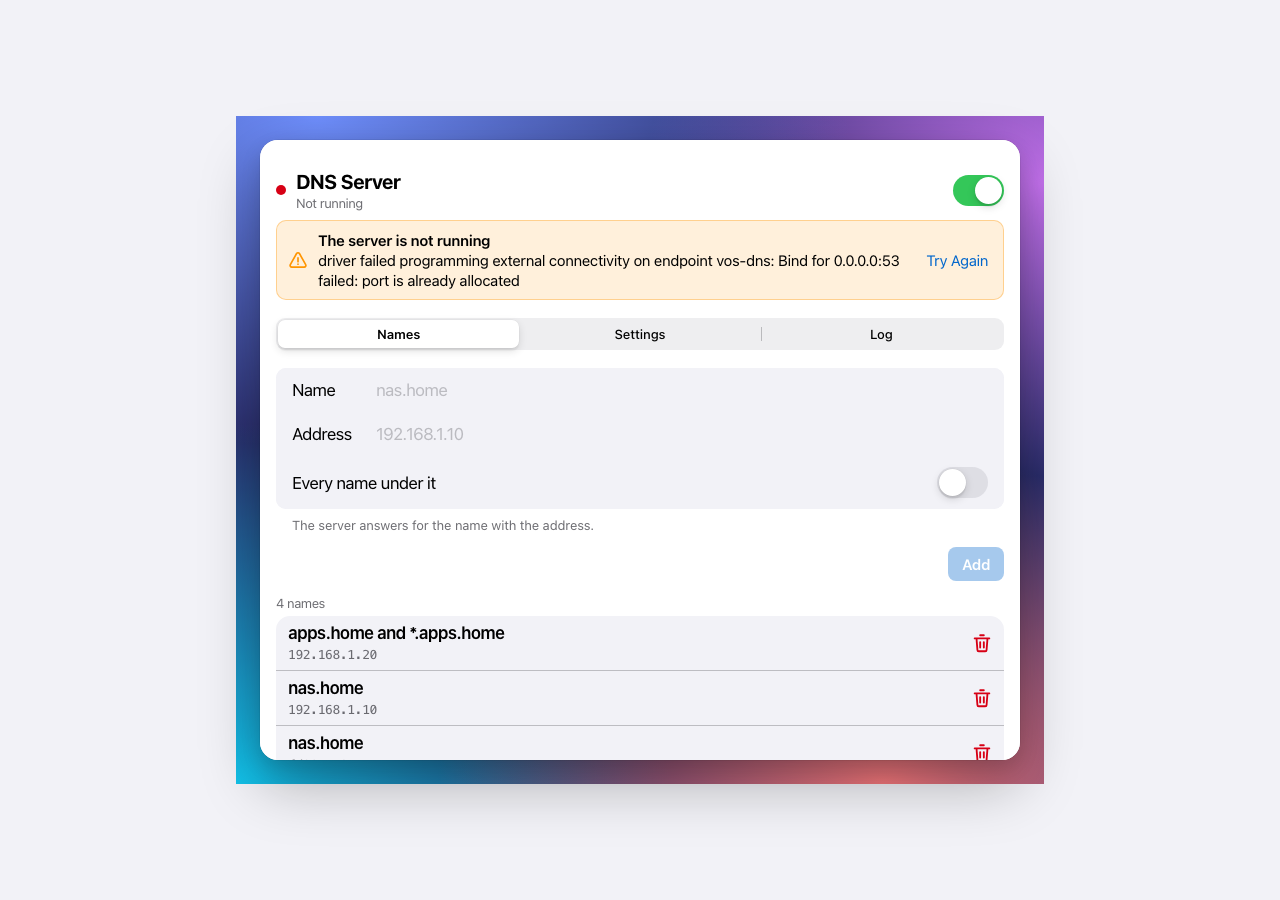 DNS Server
Not running
The server is not running
driver failed programming external connectivity on endpoint vos-dns: Bind for 0.0.0.0:53
failed: port is already allocated
Try Again
Names
Settings
Log
Name
nas.home
Address
192.168.1.10
Every name under it
The server answers for the name with the address.
Add
4 names
apps.home and *.apps.home
192.168.1.20
nas.home
192.168.1.10
nas.home